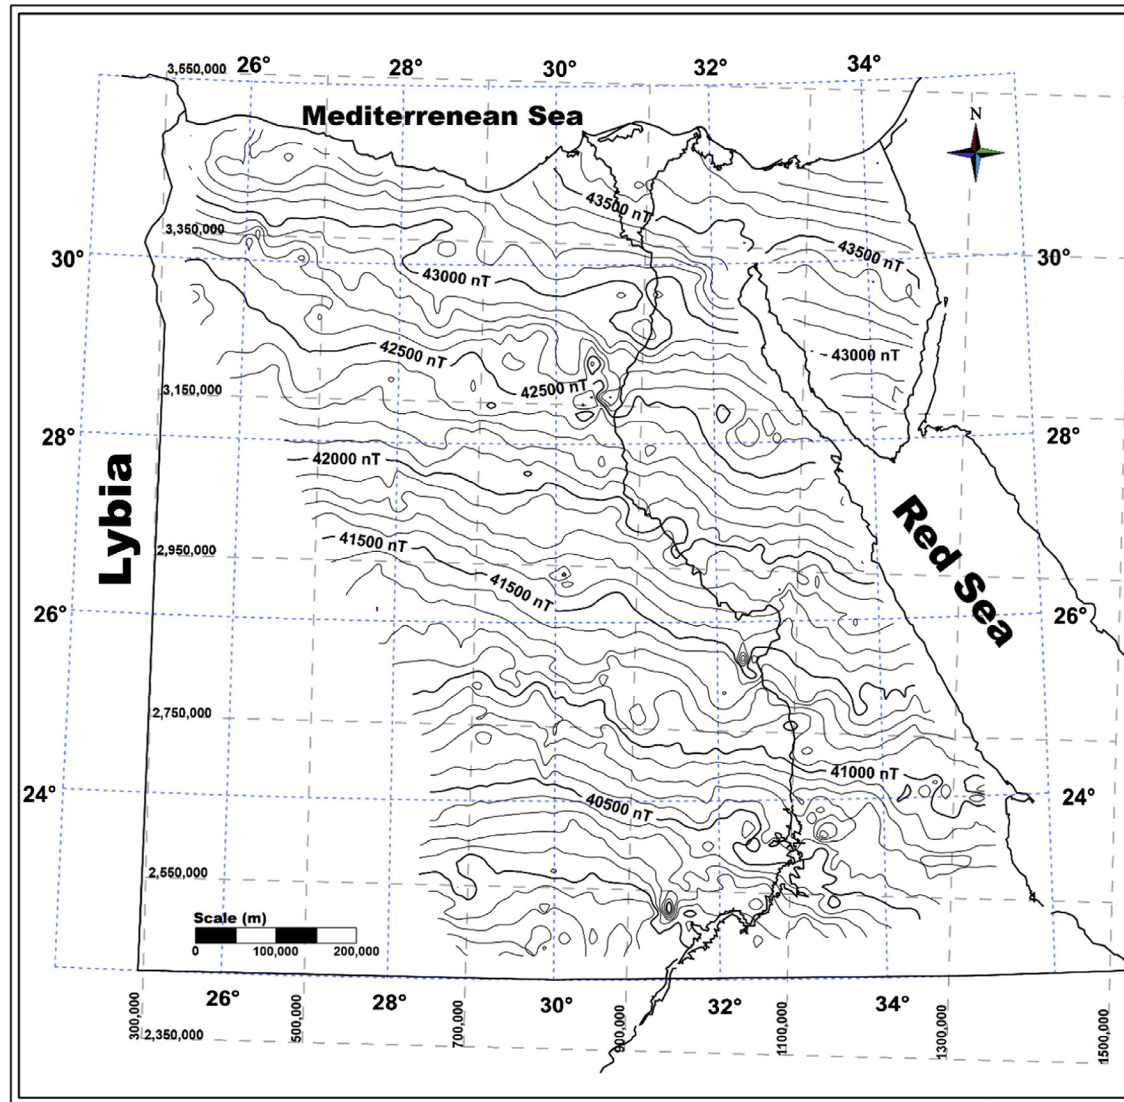 3,550,000
26° 28° 30° 32° 34°
Mediterrenean Sea
N
43500 nT
3,350,000
43500 nT
30° 30°
43000 nT
42500 nT
43000 nT
42500 nT
3,150,000
28° 28°
42000 nT
Lybia
Red Sea
41500 nT
2,950,000
41500 nT
26° 26°
2,750,000
41000 nT
24° 24°
40500 nT
2,550,000
Scale (m)
0 100,000 200,000
26° 28° 30° 32° 34°
300,000 500,000 700,000 900,000 1100,000 1300,000 1500,000
2,350,000